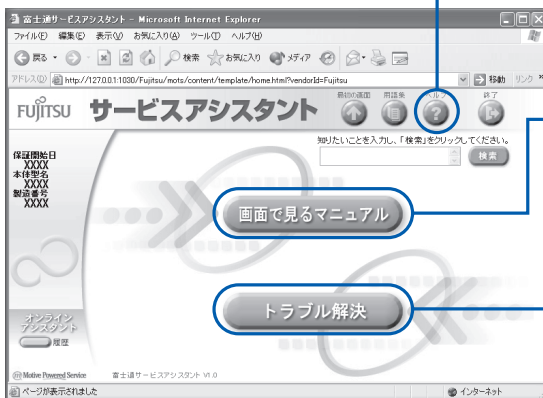 富士通サービスアシスタント - Microsoft Internet Explorer
ファイル(F) 編集(E) 表示(V) お気に入り(A) ツール(T) ヘルプ(H)
戻る 検索 お気に入り メディア
アドレス(D) http://127.0.0.1:1030/Fujitsu/mots/content/template/home.html?vendorId=Fujitsu 移動 リンク »
FUJITSU サービスアシスタント
最初の画面 用語集 ヘルプ 終了
知りたいことを入力し、「検索」をクリックしてください。
検索
保証開始日
XXXX
本体型名
XXXX
製造番号
XXXX
画面で見るマニュアル
トラブル解決
オンライン
アシスタント
履歴
Motive Powered Service 富士通サービスアシスタント V1.0
ページが表示されました インターネット